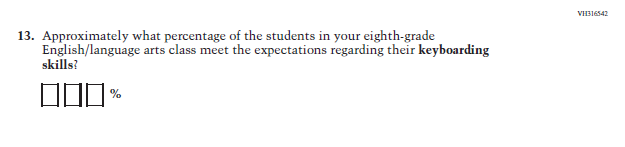 VH316542
13. Approximately what percentage of the students in your eighth-grade
English/language arts class meet the expectations regarding their keyboarding
skills?
%